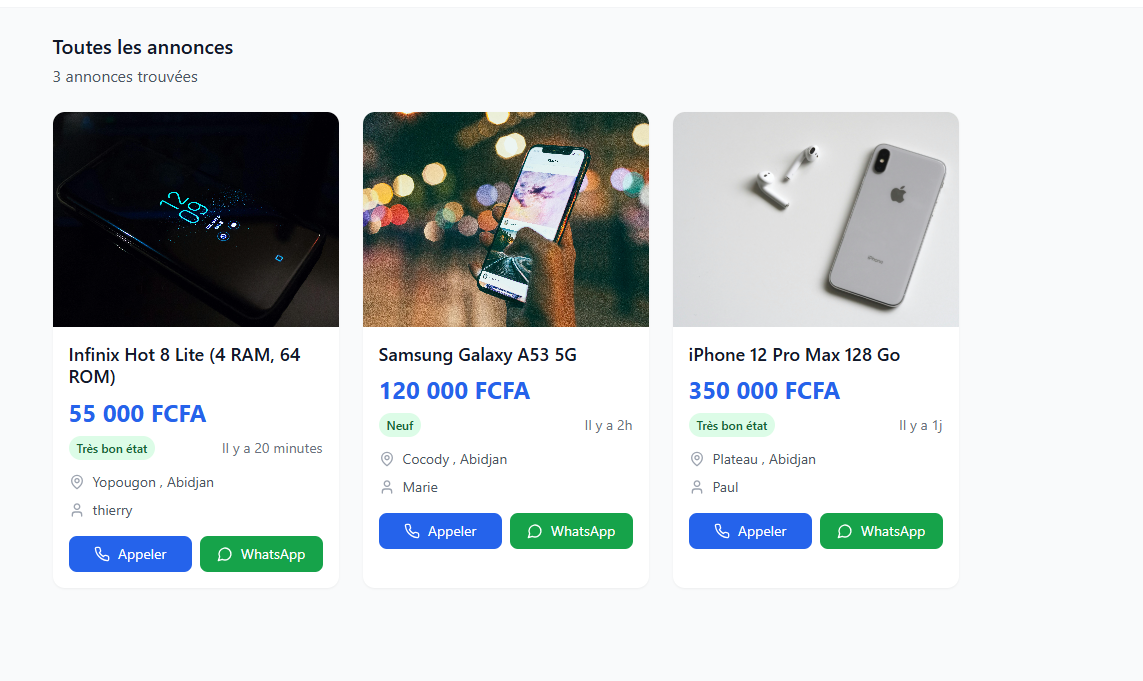 Toutes les annonces
3 annonces trouvées
12
09
iPhone
Infinix Hot 8 Lite (4 RAM, 64
ROM)
55 000 FCFA
Très bon état
Il y a 20 minutes
Yopougon , Abidjan
thierry
Appeler
WhatsApp
Samsung Galaxy A53 5G
120 000 FCFA
Neuf
Il y a 2h
Cocody , Abidjan
Marie
Appeler
WhatsApp
iPhone 12 Pro Max 128 Go
350 000 FCFA
Très bon état
Il y a 1j
Plateau , Abidjan
Paul
Appeler
WhatsApp